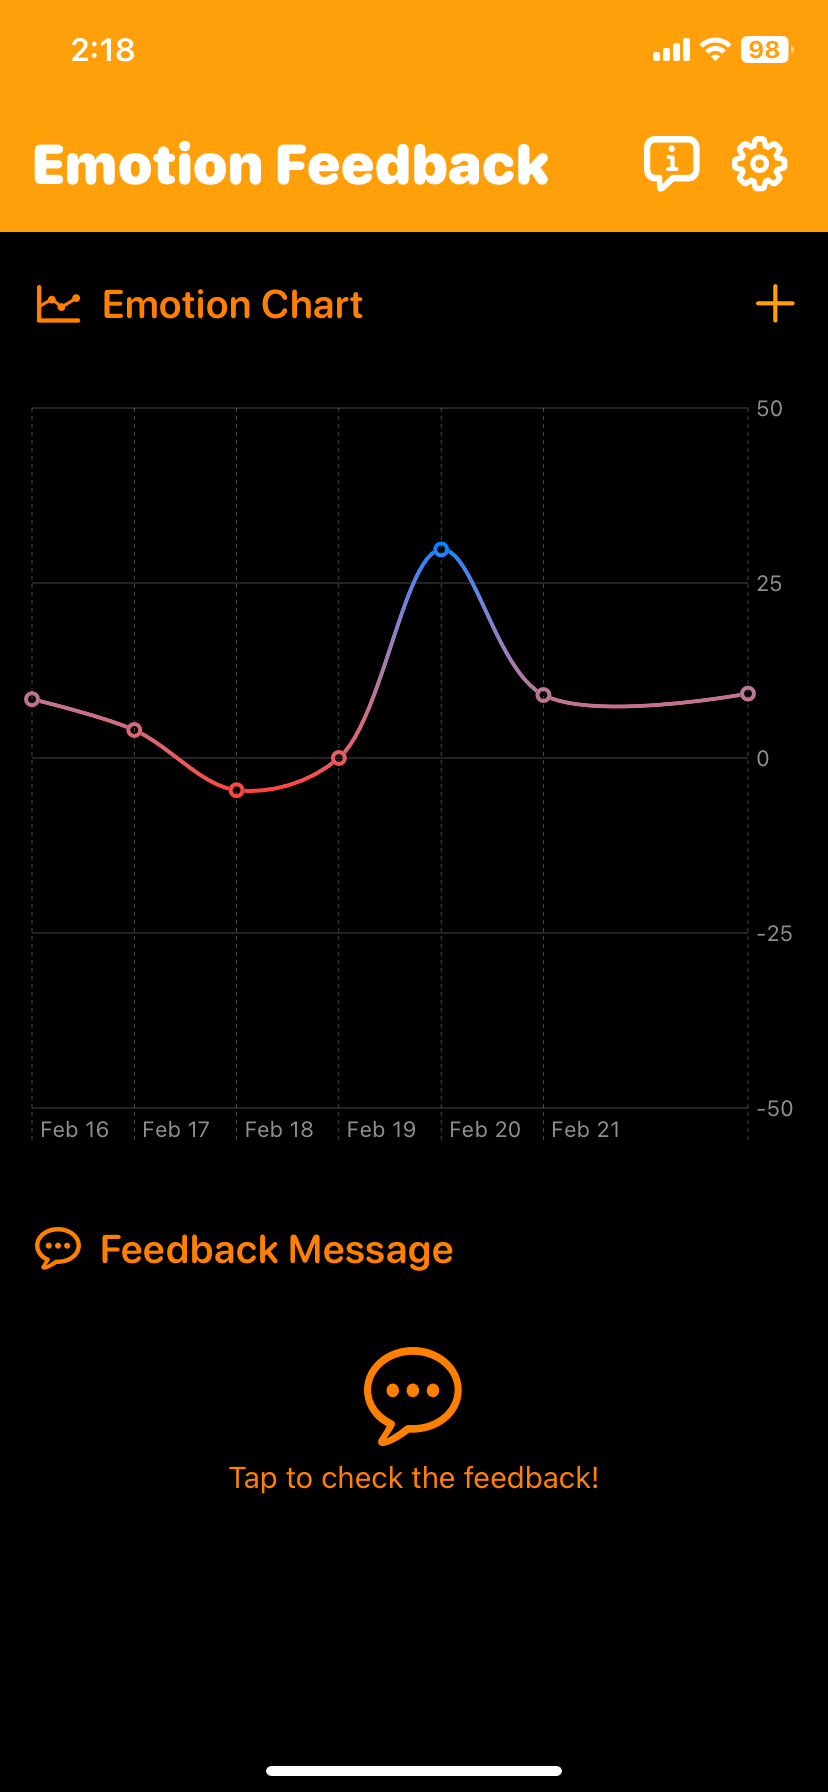 2:18
98
Emotion Feedback
Emotion Chart
50
25
0
-25
-50
Feb 16 Feb 17 Feb 18 Feb 19 Feb 20 Feb 21
Feedback Message
Tap to check the feedback!